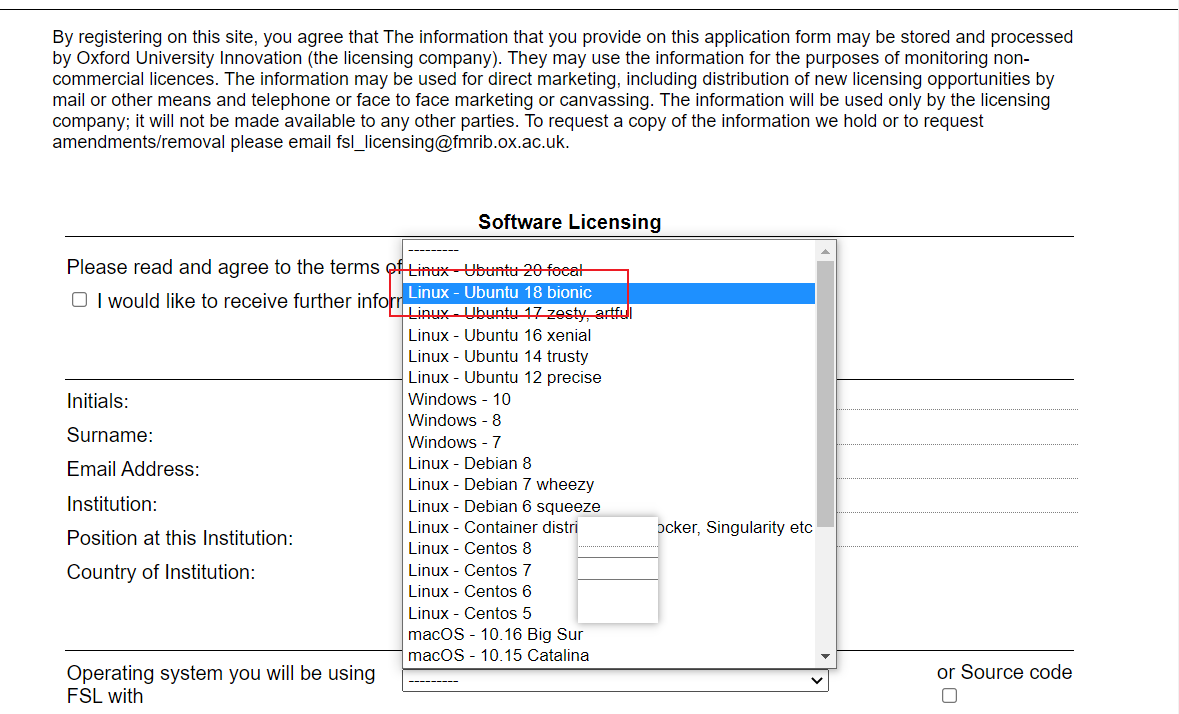 By registering on this site, you agree that The information that you provide on this application form may be stored and processed
by Oxford University Innovation (the licensing company). They may use the information for the purposes of monitoring non-
commercial licences. The information may be used for direct marketing, including distribution of new licensing opportunities by
mail or other means and telephone or face to face marketing or canvassing. The information will be used only by the licensing
company; it will not be made available to any other parties. To request a copy of the information we hold or to request
amendments/removal please email fsl_licensing@fmrib.ox.ac.uk.
Software Licensing
Please read and agree to the terms of
I would like to receive further
---------
Linux - Ubuntu 20 focal
Linux - Ubuntu 18 bionic
Linux - Ubuntu 17 zesty, artful
Linux - Ubuntu 16 xenial
Linux - Ubuntu 14 trusty
Linux - Ubuntu 12 precise
Windows - 10
Windows - 8
Windows - 7
Linux - Debian 8
Linux - Debian 7 wheezy
Linux - Debian 6 squeeze
Linux - Container Singularity etc
Linux - Centos 8
Linux - Centos 7
Linux - Centos 6
Linux - Centos 5
macOS - 10.16 Big Sur
macOS - 10.15 Catalina
Initials:
Surname:
Email Address:
Institution:
Position at this Institution:
Country of Institution:
Operating system you will be using
FSL with
---------
or Source code